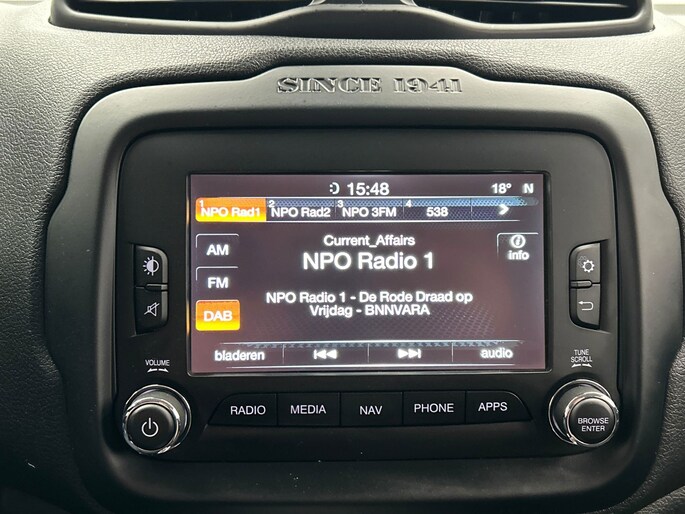 SINCE 1941
15:48 18° N
1 NPO Rad1 2 NPO Rad2 3 NPO 3FM 4 538
AM
FM
DAB
Current_Affairs
NPO Radio 1
info
NPO Radio 1 - De Rode Draad op
Vrijdag - BNNVARA
bladeren audio
VOLUME
TUNE
SCROLL
RADIO MEDIA NAV PHONE APPS
BROWSE
ENTER